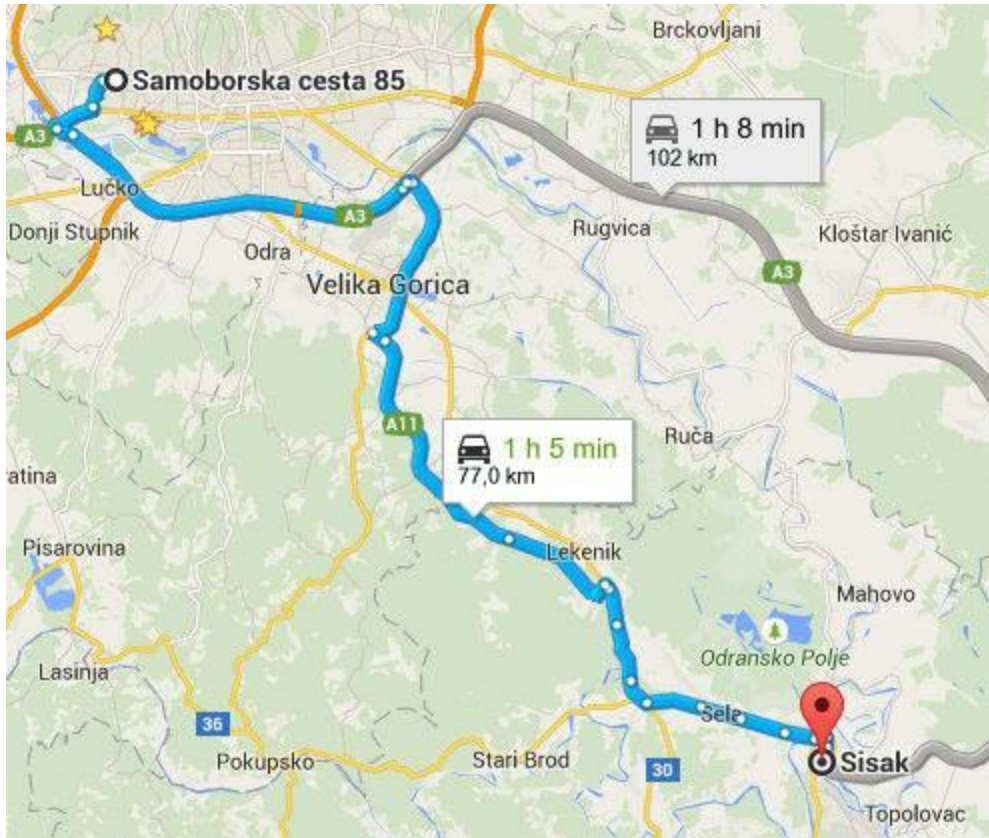 Brckovljani
Samoborska cesta 85
1 h 8 min
102 km
A3
Lučko
A3
Donji Stupnik
Rugvica
Kloštar Ivanić
Odra
A3
Velika Gorica
A11
Ruča
1 h 5 min
77,0 km
atina
Pisarovina
Lekenik
Mahovo
Odransko Polje
Lasinja
Sela
36
Pokupsko
Stari Brod
30
Sisak
Topolovac